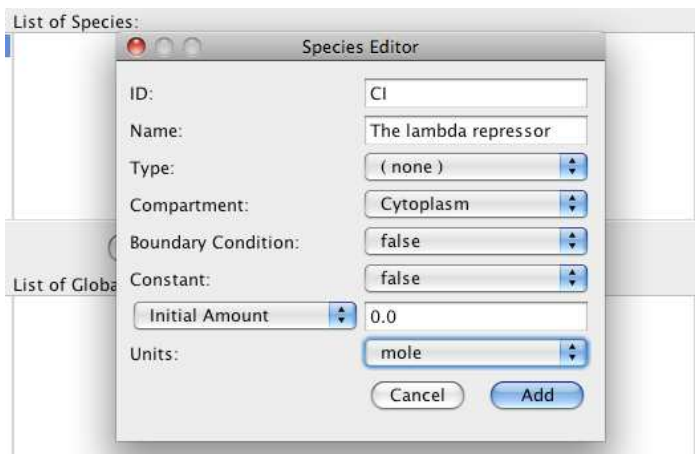 List of Species:
Species Editor
ID: CI
Name: The lambda repressor
Type: ( none )
Compartment: Cytoplasm
Boundary Condition: false
List of Globa
Constant: false
Initial Amount 0.0
Units: mole
Cancel Add